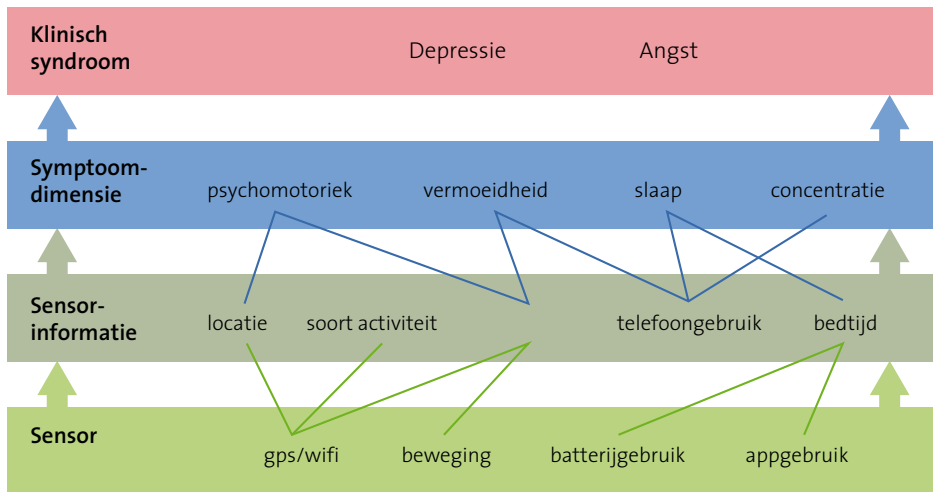 Klinisch
syndroom
Depressie
Angst
Symptoom-
dimensie
psychomotoriek
vermoeidheid
slaap
concentratie
Sensor-
informatie
locatie
soort activiteit
telefoongebruik
bedtijd
Sensor
gps/wifi
beweging
batterijgebruik
appgebruik